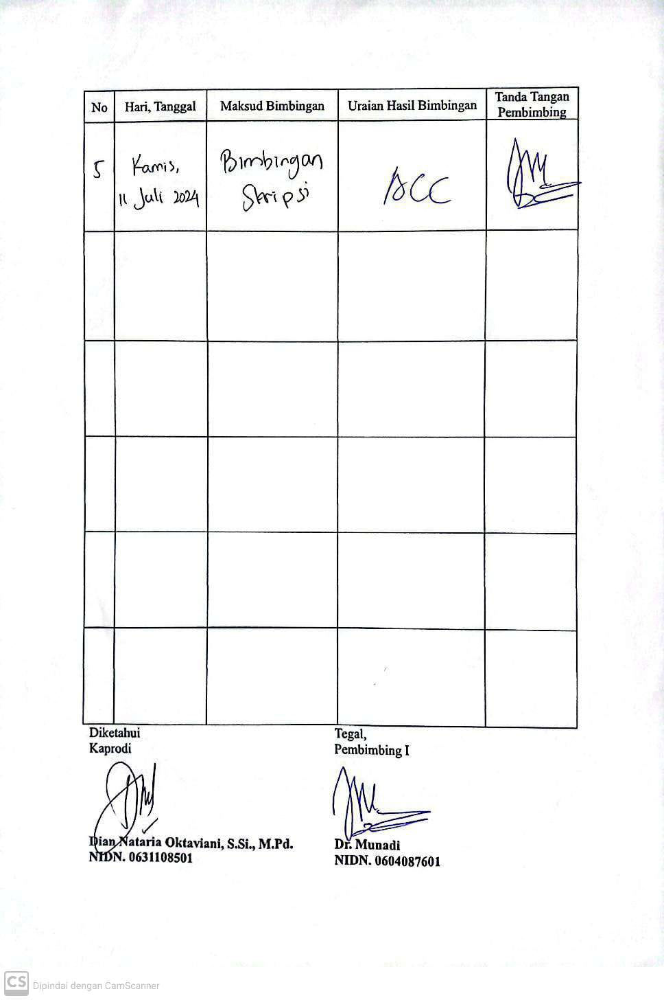 No
Hari, Tanggal
Maksud Bimbingan
Uraian Hasil Bimbingan
Tanda Tangan
Pembimbing
5
Kamis,
11 Juli 2024
Bimbingan
Skripsi
ACC
Diketahui
Kaprodi
Tegal,
Pembimbing I
Dian Nataria Oktaviani, S.Si., M.Pd.
NIDN. 0631108501
Dr. Munadi
NIDN. 0604087601
CS Dipindai dengan CamScanner